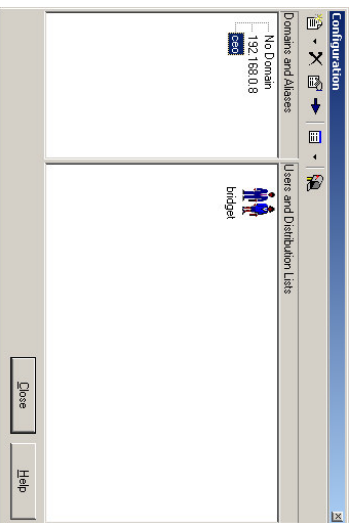 Configuration
Domains and Aliases
Users and Distribution Lists
No Domain
192.168.0.8
ceo
bridget
Close
Help